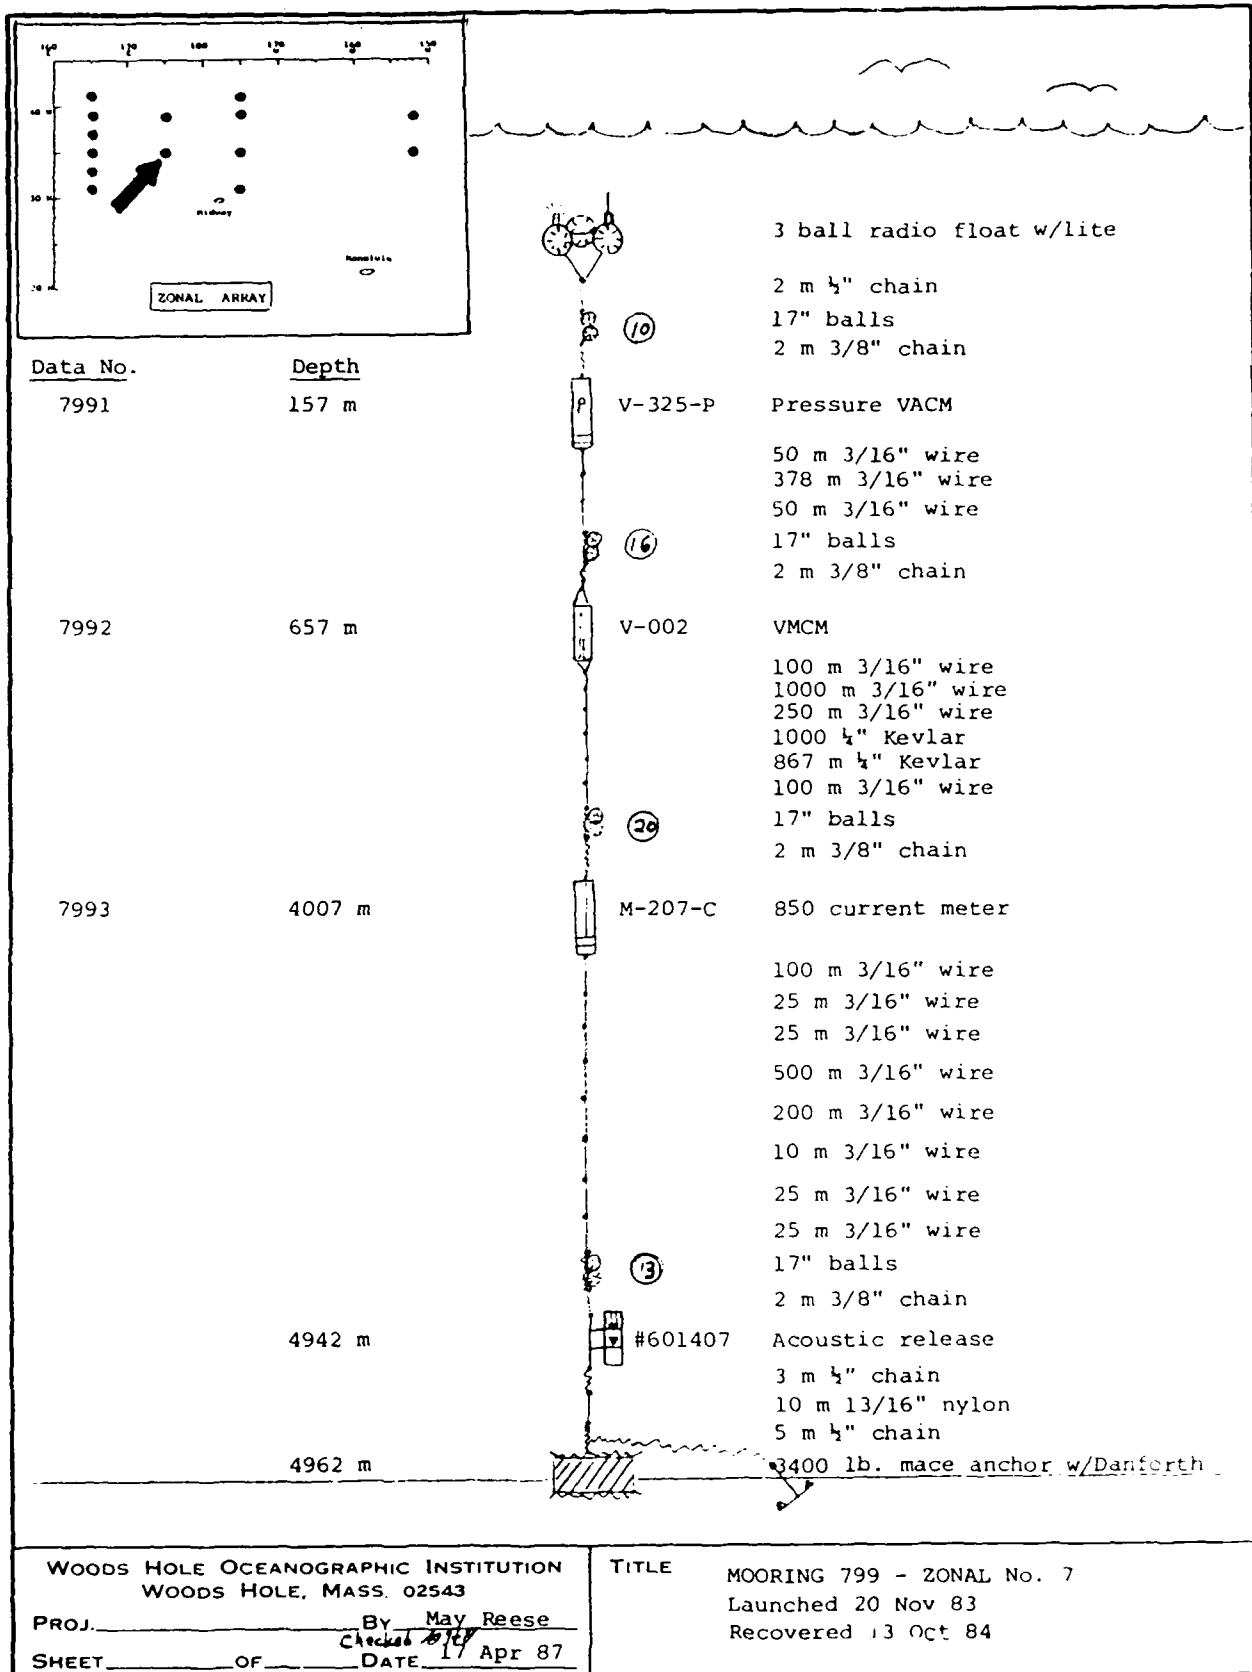 Midway
Honolulu
ZONAL ARRAY
3 ball radio float w/lite
2 m ½" chain
17" balls
10
2 m 3/8" chain
Data No. Depth
7991 157 m V-325-P Pressure VACM
50 m 3/16" wire
378 m 3/16" wire
50 m 3/16" wire
16 17" balls
2 m 3/8" chain
7992 657 m V-002 VMCM
100 m 3/16" wire
1000 m 3/16" wire
250 m 3/16" wire
1000 ¼" Kevlar
867 m ¼" Kevlar
100 m 3/16" wire
20 17" balls
2 m 3/8" chain
7993 4007 m M-207-C 850 current meter
100 m 3/16" wire
25 m 3/16" wire
25 m 3/16" wire
500 m 3/16" wire
200 m 3/16" wire
10 m 3/16" wire
25 m 3/16" wire
25 m 3/16" wire
13 17" balls
2 m 3/8" chain
4942 m #601407 Acoustic release
3 m ½" chain
10 m 13/16" nylon
5 m ½" chain
4962 m 3400 lb. mace anchor w/Danforth
WOODS HOLE OCEANOGRAPHIC INSTITUTION
WOODS HOLE, MASS. 02543
PROJ. BY May Reese
Checked
SHEET OF DATE 17 Apr 87
TITLE MOORING 799 - ZONAL No. 7
Launched 20 Nov 83
Recovered 13 Oct 84